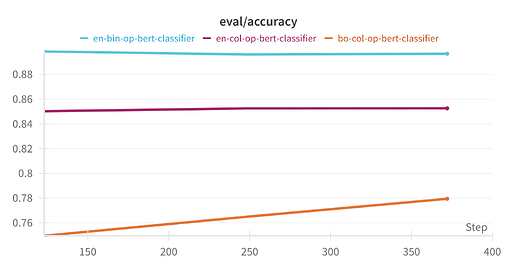 eval/accuracy
en-bin-op-bert-classifier en-col-op-bert-classifier bo-col-op-bert-classifier
0.88
0.86
0.84
0.82
0.8
0.78
0.76
Step
150 200 250 300 350 400